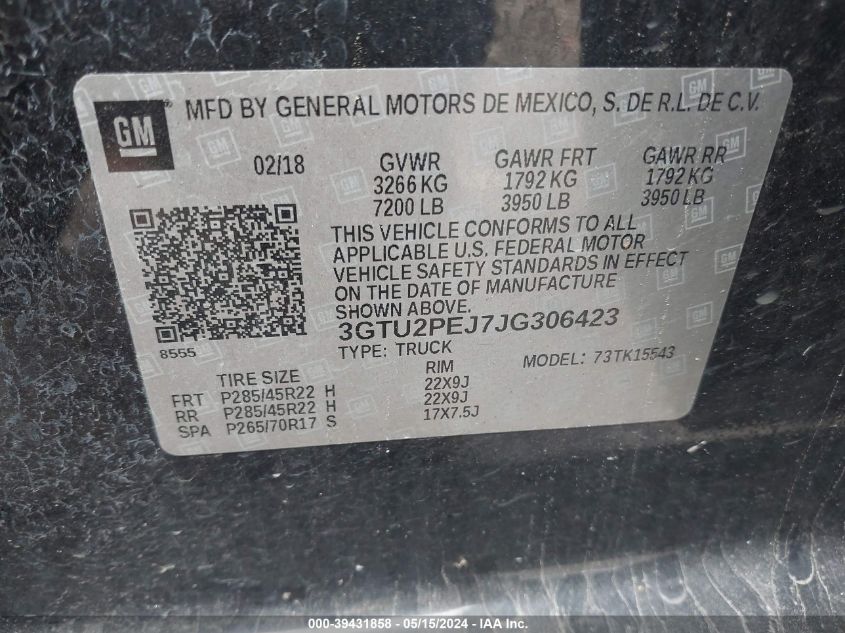 GM
MFD BY GENERAL MOTORS DE MEXICO, S. DE R.L. DE C.V.
02/18 GVWR GAWR FRT GAWR RR
3266 KG 1792 KG 1792 KG
7200 LB 3950 LB 3950 LB
THIS VEHICLE CONFORMS TO ALL
APPLICABLE U.S. FEDERAL MOTOR
VEHICLE SAFETY STANDARDS IN EFFECT
ON THE DATE OF MANUFACTURE
SHOWN ABOVE.
3GTU2PEJ7JG306423
8555
TYPE: TRUCK MODEL: 73TK15543
TIRE SIZE RIM
FRT P285/45R22 H 22X9J
RR P285/45R22 H 22X9J
SPA P265/70R17 S 17X7.5J
000-39431858 - 05/15/2024 - IAA Inc.